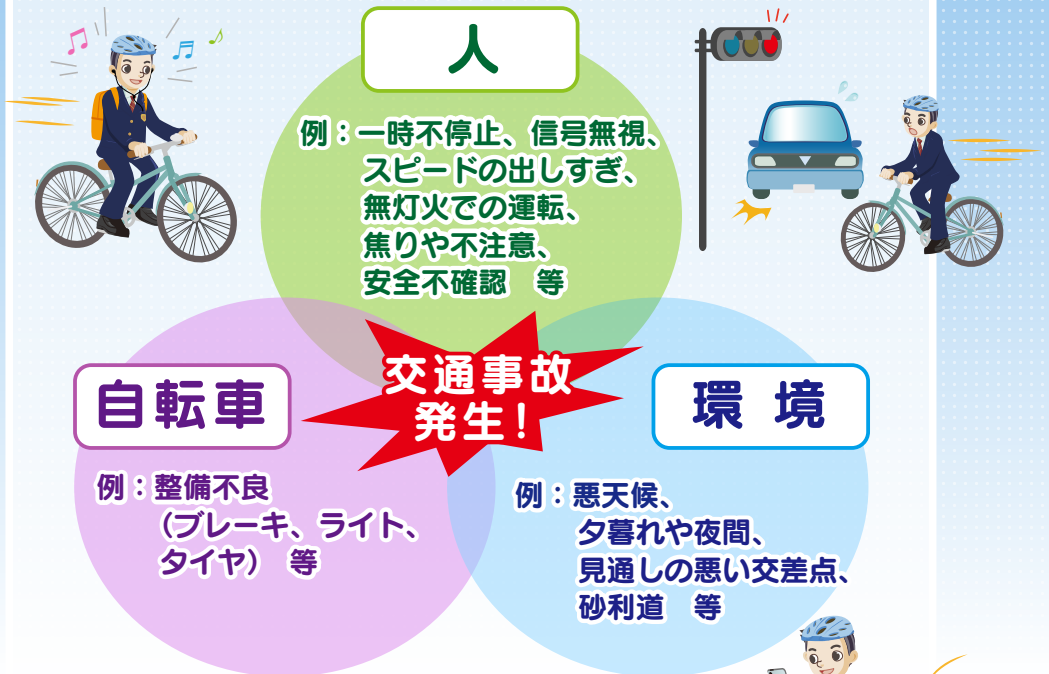 人
例：一時不停止、信号無視、
スピードの出しすぎ、
無灯火での運転、
焦りや不注意、
安全不確認　等
交通事故
発生！
自転車
例：整備不良
（ブレーキ、ライト、
タイヤ）　等
環境
例：悪天候、
夕暮れや夜間、
見通しの悪い交差点、
砂利道　等